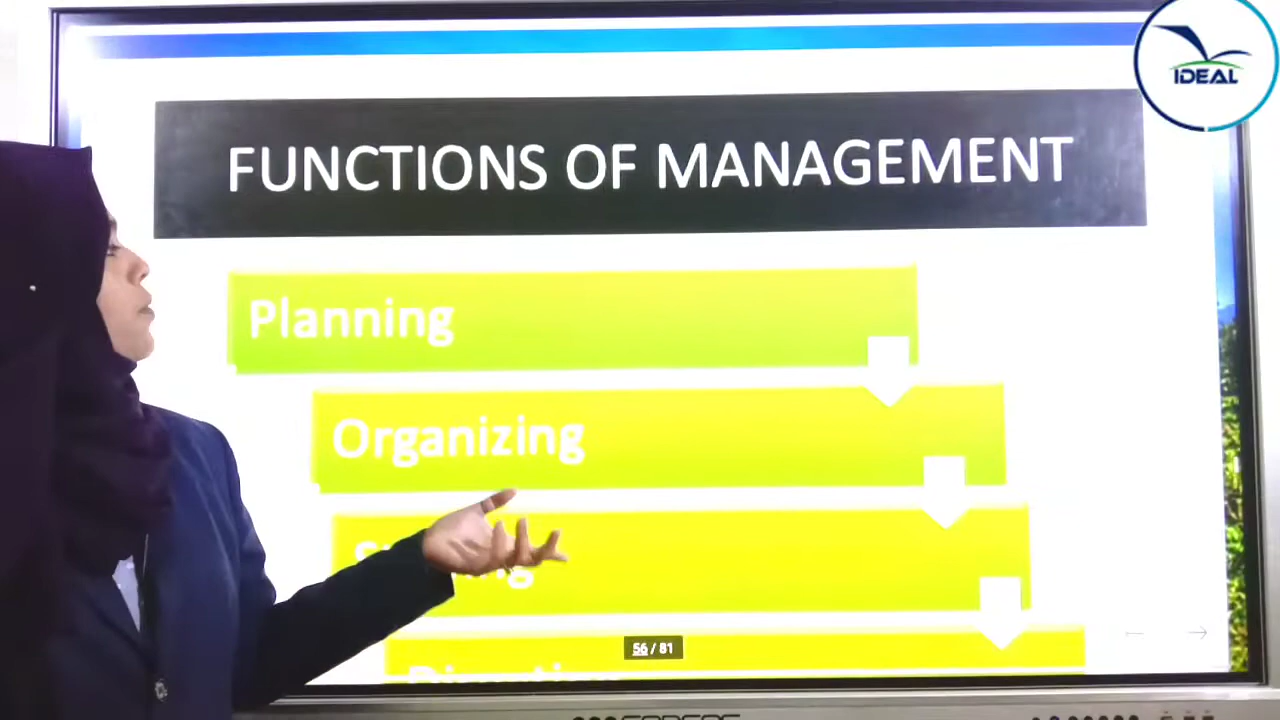 IDEAL
FUNCTIONS OF MANAGEMENT
Planning
Organizing
56 / 81